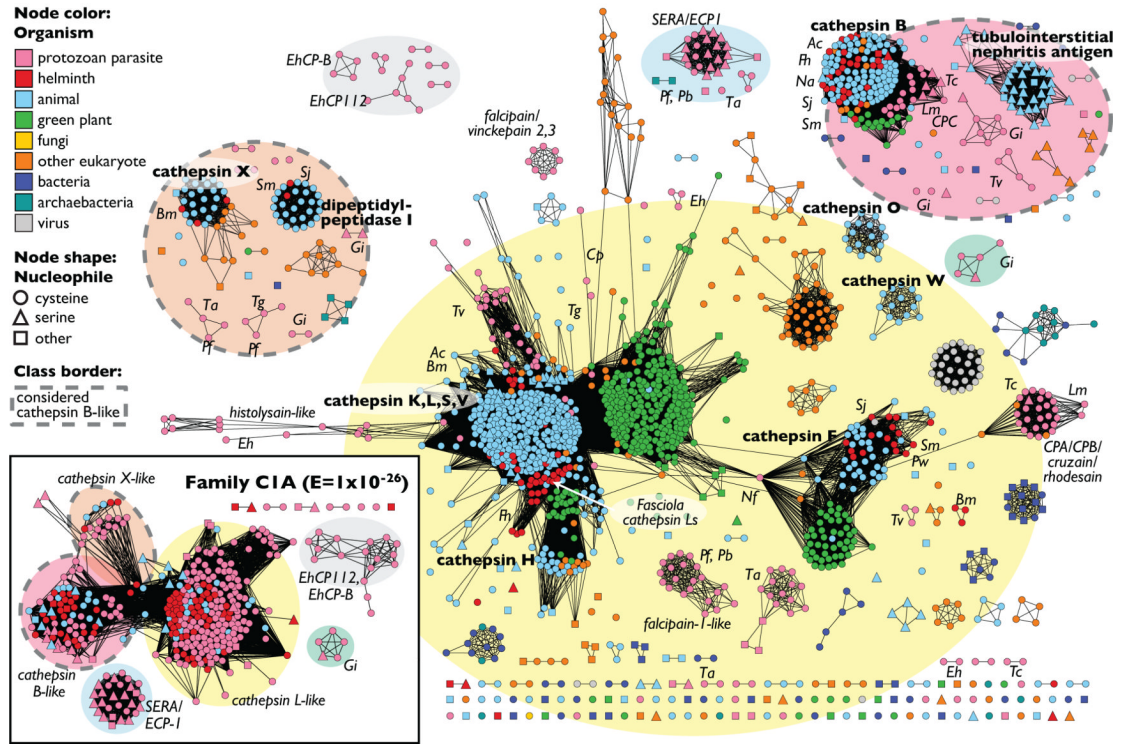 Node color:
Organism
protozoan parasite
helminth
animal
green plant
fungi
other eukaryote
bacteria
archaebacteria
virus
Node shape:
Nucleophile
cysteine
serine
other
Class border:
considered
cathepsin B-like
EhCP-B
EhCP112
SERA/ECP1
Pf, Pb
Ta
cathepsin B
tubulointerstitial
nephritis antigen
Ac
Fh
Na
Sj
Sm
Tc
Lm
CPC
Gi
Tv
Gi
falcipain/
vinckepain 2,3
cathepsin X
Sj
Sm
Bm
dipeptidyl-
peptidase I
Gi
Ta
Tg
Gi
Pf
Pf
Eh
cathepsin O
Gi
Cp
cathepsin W
Tv
Tg
Ac
Bm
cathepsin K,L,S,V
histolysain-like
Eh
Sj
Tc
Lm
cathepsin F
Sm
Pw
CPA/CPB/
cruzain/
rhodesain
Nf
Fasciola
cathepsin Ls
Fh
Tv
Bm
cathepsin H
Pf, Pb
Ta
falcipain-1-like
Ta
Eh
Tc
cathepsin X-like
Family C1A (E=1x10-26)
EhCP112,
EhCP-B
Gi
cathepsin
B-like
SERA/
ECP-1
cathepsin L-like